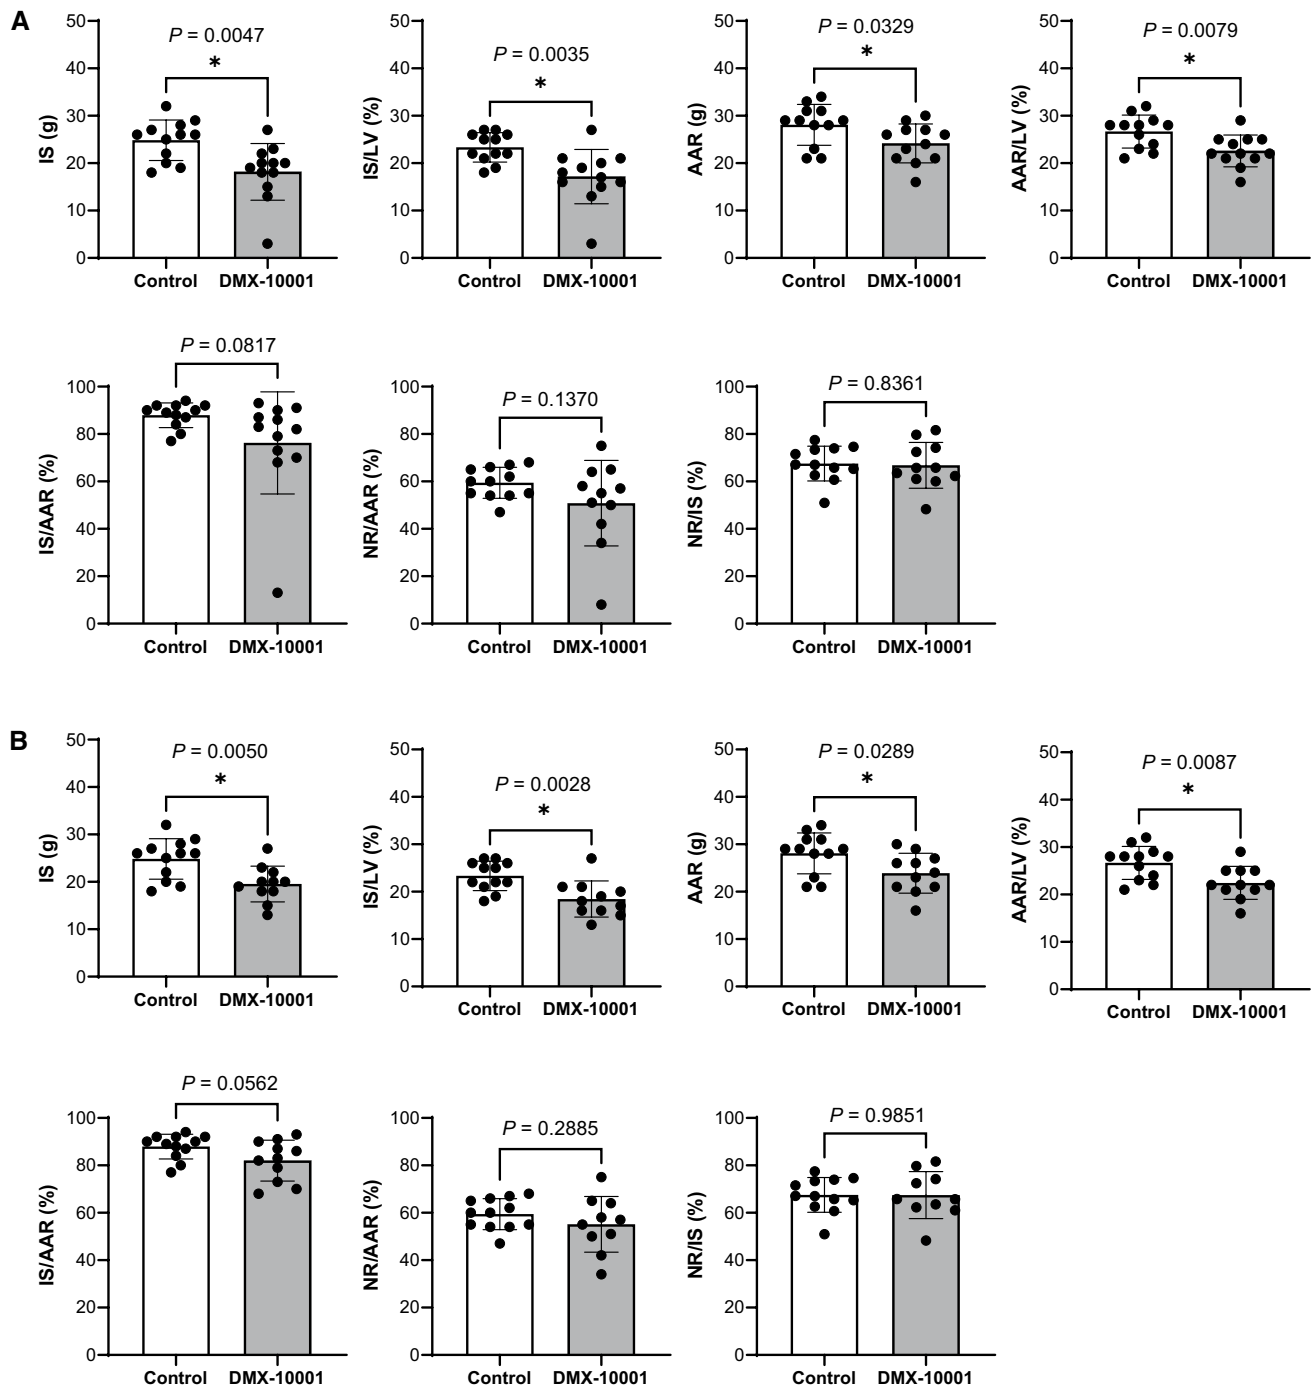 A
P = 0.0047
*
IS (g)
50
40
30
20
10
0
Control DMX-10001
P = 0.0035
*
IS/LV (%)
50
40
30
20
10
0
Control DMX-10001
P = 0.0329
*
AAR (g)
50
40
30
20
10
0
Control DMX-10001
P = 0.0079
*
AAR/LV (%)
50
40
30
20
10
0
Control DMX-10001
P = 0.0817
IS/AAR (%)
100
80
60
40
20
0
Control DMX-10001
P = 0.1370
NR/AAR (%)
100
80
60
40
20
0
Control DMX-10001
P = 0.8361
NR/IS (%)
100
80
60
40
20
0
Control DMX-10001
B
P = 0.0050
*
IS (g)
50
40
30
20
10
0
Control DMX-10001
P = 0.0028
*
IS/LV (%)
50
40
30
20
10
0
Control DMX-10001
P = 0.0289
*
AAR (g)
50
40
30
20
10
0
Control DMX-10001
P = 0.0087
*
AAR/LV (%)
50
40
30
20
10
0
Control DMX-10001
P = 0.0562
IS/AAR (%)
100
80
60
40
20
0
Control DMX-10001
P = 0.2885
NR/AAR (%)
100
80
60
40
20
0
Control DMX-10001
P = 0.9851
NR/IS (%)
100
80
60
40
20
0
Control DMX-10001